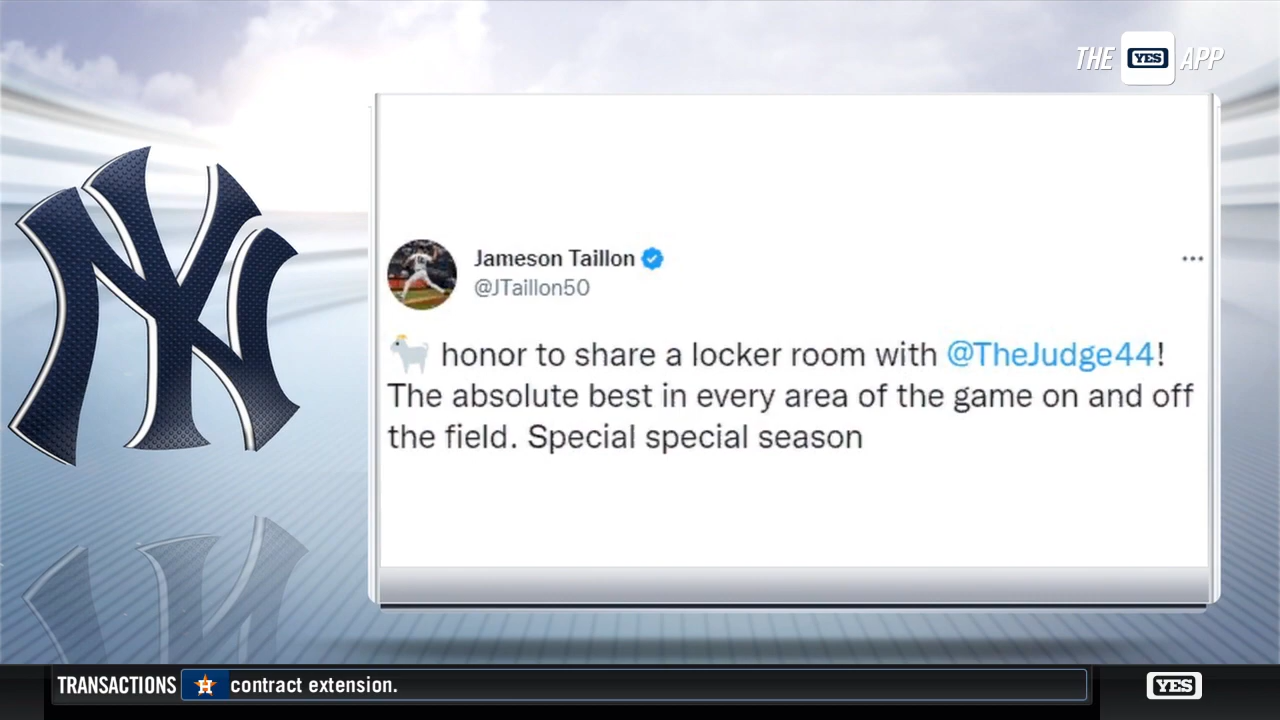 THE YES APP
NY
Jameson Taillon
@JTaillon50
🐐 honor to share a locker room with @TheJudge44!
The absolute best in every area of the game on and off
the field. Special special season
TRANSACTIONS H contract extension.
YES